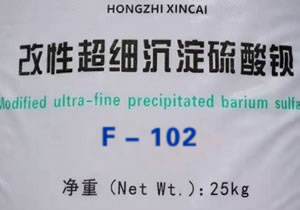 HONGZHI XINCAI
改性超细沉淀硫酸钡
Modified ultra-fine precipitated barium sulfa
F - 102
净重(Net Wt.):25kg